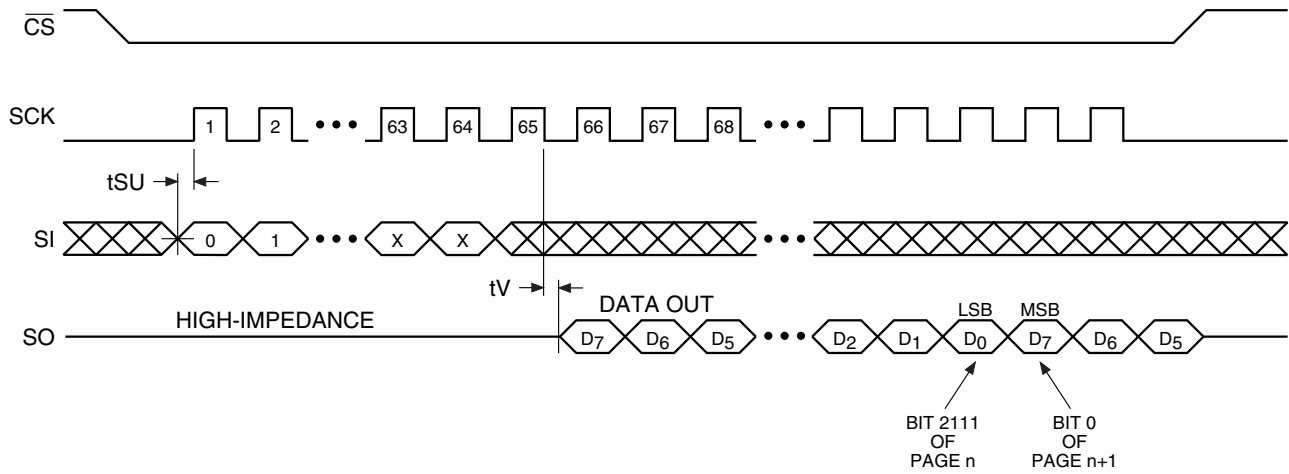 CS
SCK
1 2 ••• 63 64 65 66 67 68 •••
tSU
SI
0 1 ••• X X •••
tV
DATA OUT
HIGH-IMPEDANCE
LSB MSB
SO
D7 D6 D5 ••• D2 D1 D0 D7 D6 D5
BIT 2111
OF
PAGE n
BIT 0
OF
PAGE n+1